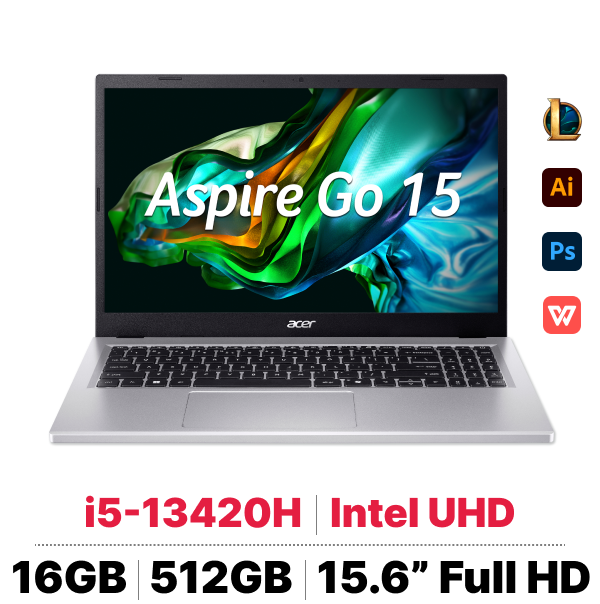 Aspire Go 15
acer
L
Ai
Ps
W
i5-13420H | Intel UHD
16GB | 512GB | 15.6” Full HD